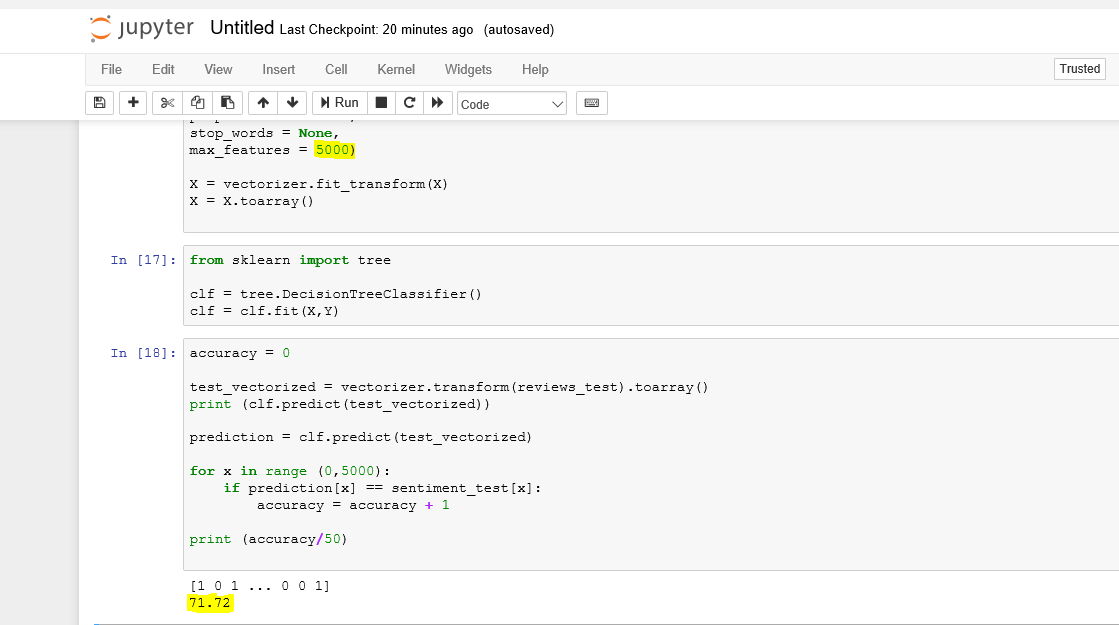 jupyter Untitled Last Checkpoint: 20 minutes ago (autosaved)
File Edit View Insert Cell Kernel Widgets Help Trusted
Run Code
stop_words = None,
max_features = 5000)
X = vectorizer.fit_transform(X)
X = X.toarray()
In [17]: from sklearn import tree
clf = tree.DecisionTreeClassifier()
clf = clf.fit(X,Y)
In [18]: accuracy = 0
test_vectorized = vectorizer.transform(reviews_test).toarray()
print (clf.predict(test_vectorized))
prediction = clf.predict(test_vectorized)
for x in range (0,5000):
    if prediction[x] == sentiment_test[x]:
        accuracy = accuracy + 1
print (accuracy/50)
[1 0 1 ... 0 0 1]
71.72